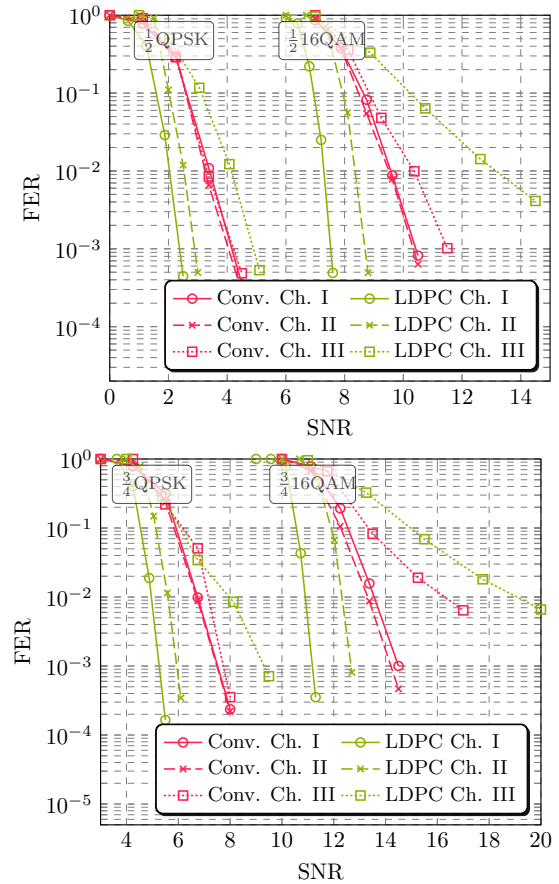 10^0
10^−1
10^−2
10^−3
10^−4
FER
1/2 QPSK
1/2 16QAM
Conv. Ch. I
LDPC Ch. I
Conv. Ch. II
LDPC Ch. II
Conv. Ch. III
LDPC Ch. III
0 2 4 6 8 10 12 14
SNR
10^0
10^−1
10^−2
10^−3
10^−4
10^−5
FER
3/4 QPSK
3/4 16QAM
Conv. Ch. I
LDPC Ch. I
Conv. Ch. II
LDPC Ch. II
Conv. Ch. III
LDPC Ch. III
4 6 8 10 12 14 16 18 20
SNR